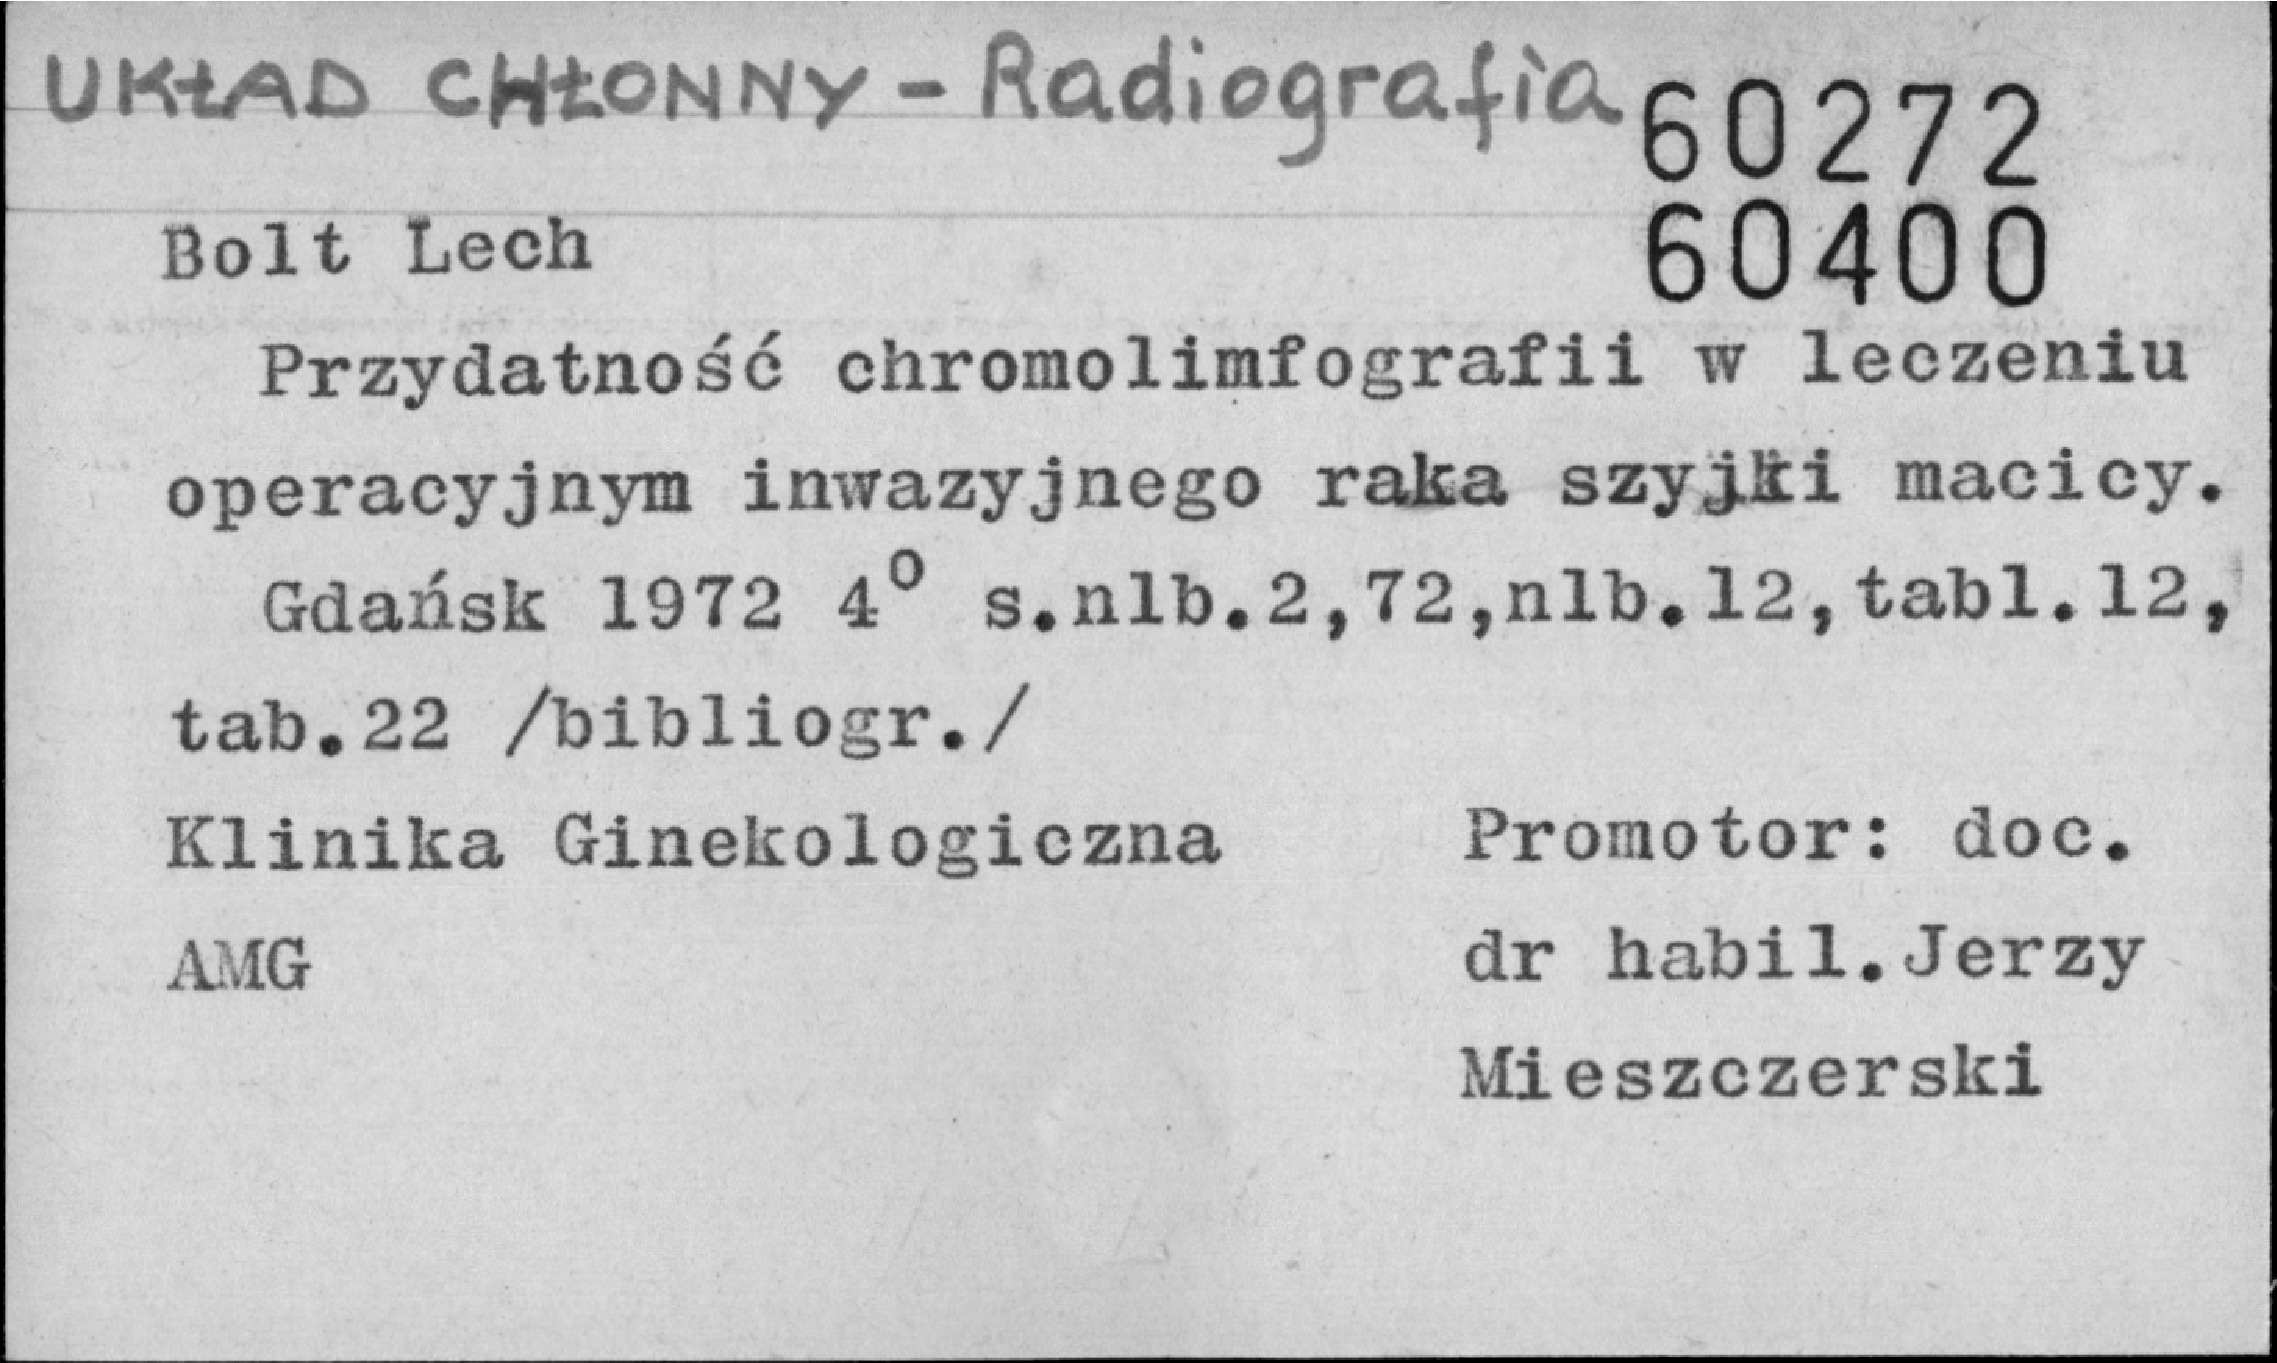 UKŁAD CHŁONNY - Radiografia
60272
60400
Bolt Lech
Przydatność chromolimfografii w leczeniu
operacyjnym inwazyjnego raka szyjki macicy.
Gdańsk 1972 4° s.nlb.2,72,nlb.12,tabl.12,
tab.22 /bibliogr./
Klinika Ginekologiczna Promotor: doc.
AMG dr habil.Jerzy
Mieszczerski